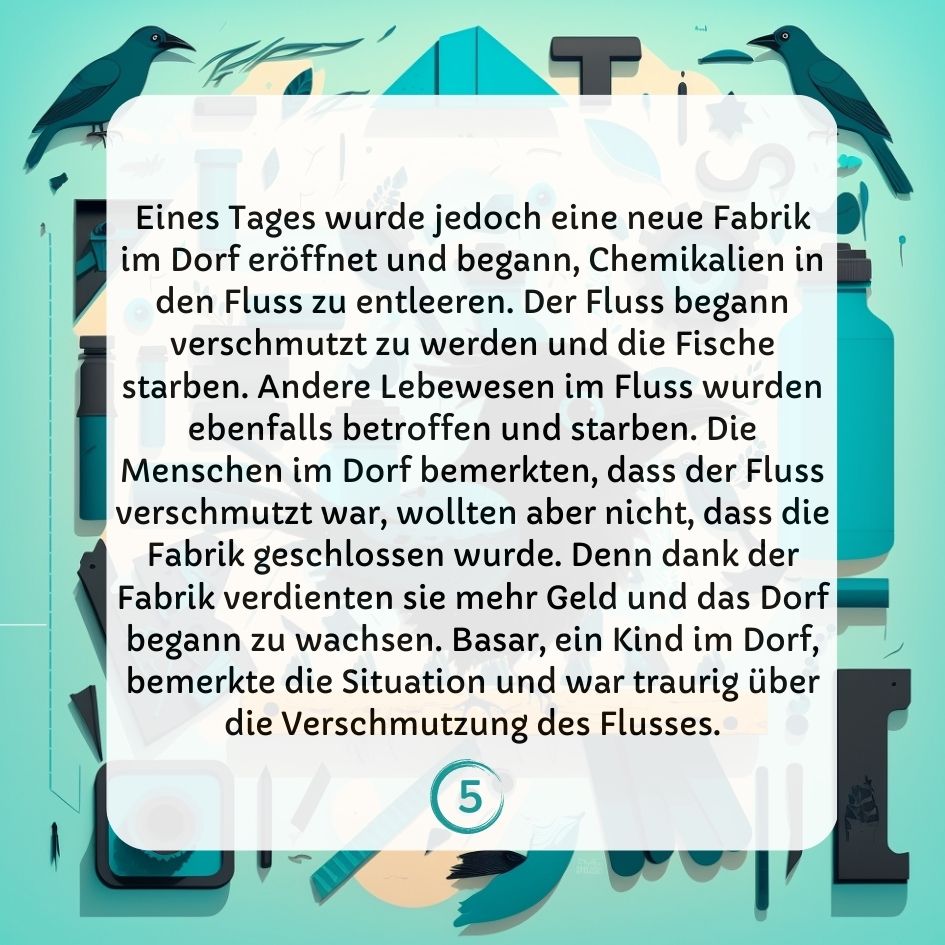 Eines Tages wurde jedoch eine neue Fabrik
im Dorf eröffnet und begann, Chemikalien in
den Fluss zu entleeren. Der Fluss begann
verschmutzt zu werden und die Fische
starben. Andere Lebewesen im Fluss wurden
ebenfalls betroffen und starben. Die
Menschen im Dorf bemerkten, dass der Fluss
verschmutzt war, wollten aber nicht, dass die
Fabrik geschlossen wurde. Denn dank der
Fabrik verdienten sie mehr Geld und das Dorf
begann zu wachsen. Basar, ein Kind im Dorf,
bemerkte die Situation und war traurig über
die Verschmutzung des Flusses.
5